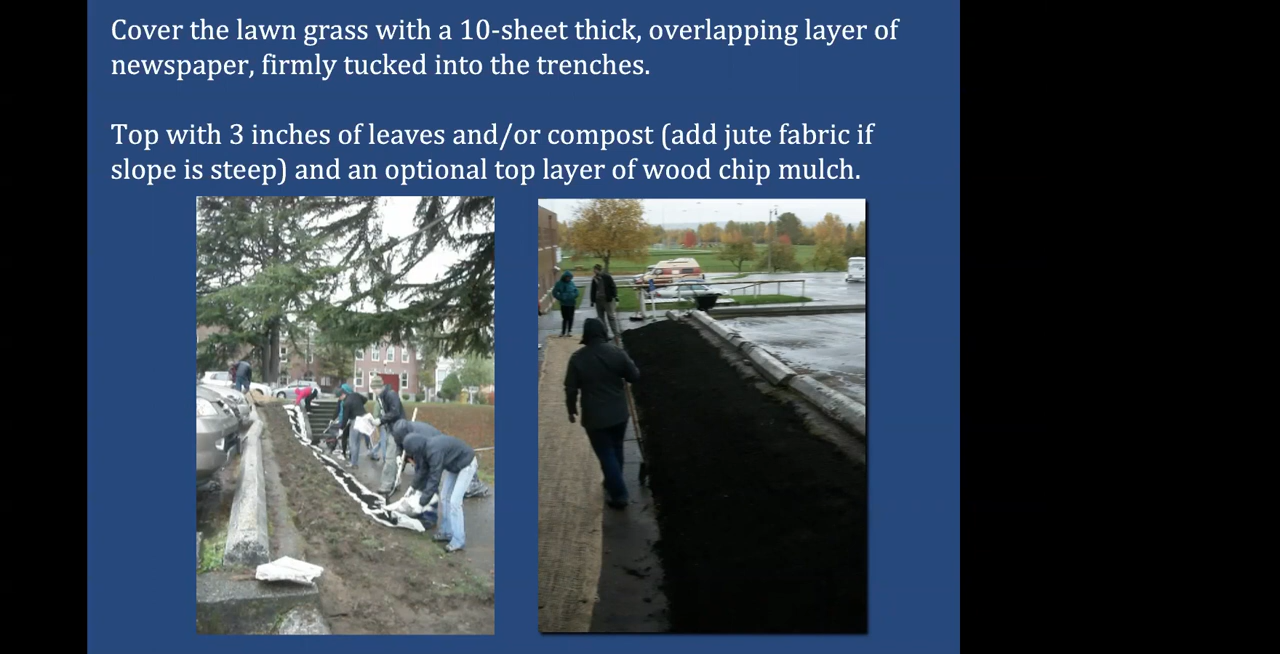 Cover the lawn grass with a 10-sheet thick, overlapping layer of
newspaper, firmly tucked into the trenches.
Top with 3 inches of leaves and/or compost (add jute fabric if
slope is steep) and an optional top layer of wood chip mulch.